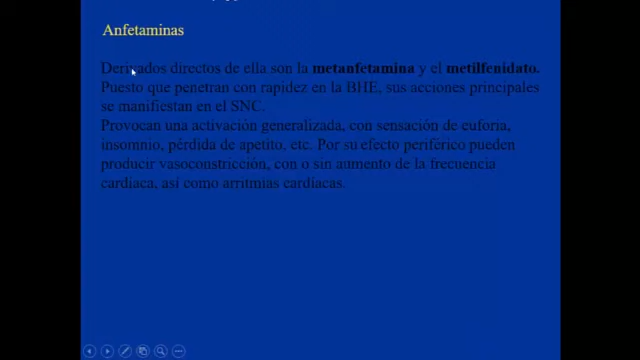 Anfetaminas
Derivados directos de ella son la metanfetamina y el metilfenidato.
Puesto que penetran con rapidez en la BHE, sus acciones principales
se manifiestan en el SNC.
Provocan una activación generalizada, con sensación de euforia,
insomnio, pérdida de apetito, etc. Por su efecto periférico pueden
producir vasoconstricción, con o sin aumento de la frecuencia
cardiaca, así como arritmias cardíacas.